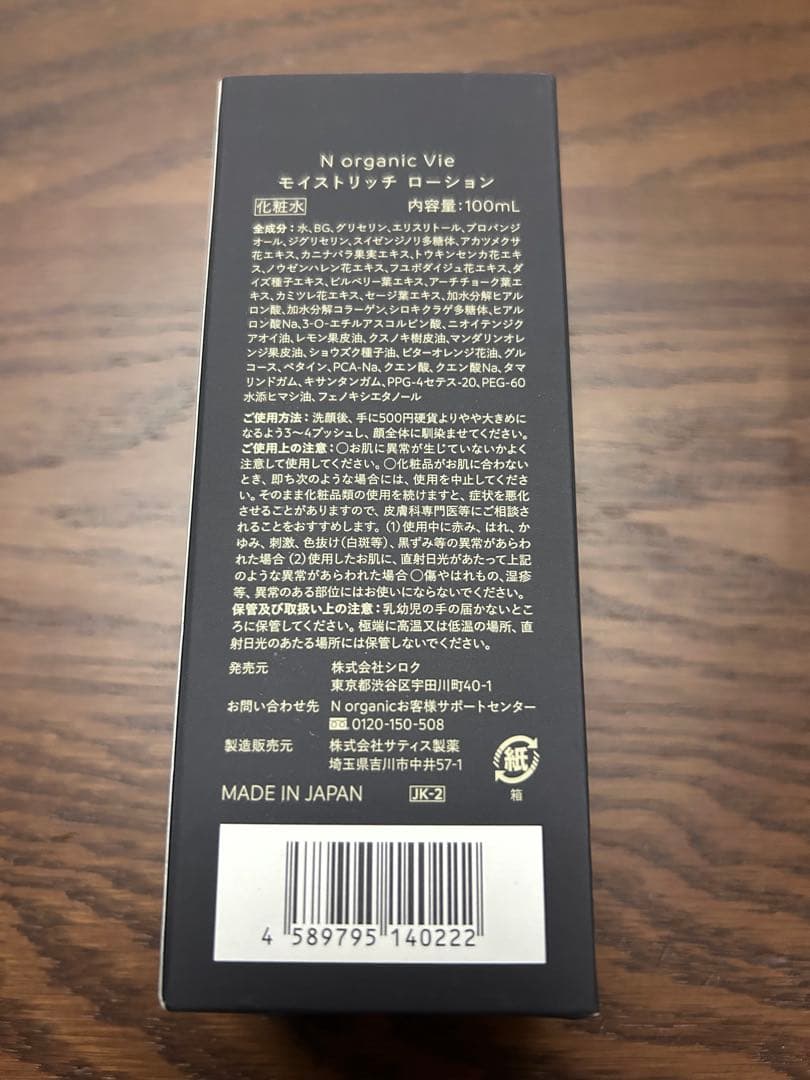 N organic Vie
モイストリッチ ローション
化粧水 内容量:100mL
全成分：水、BG、グリセリン、エリスリトール、プロパンジ
オール、ジグリセリン、スイゼンジノリ多糖体、アカツメクサ
花エキス、カニナバラ果実エキス、トウキンセンカ花エキ
ス、ノウゼンハレン花エキス、フユボダイジュ花エキス、ダ
イズ種子エキス、ビルベリー葉エキス、アーチチョーク葉エ
キス、カミツレ花エキス、セージ葉エキス、加水分解ヒアル
ロン酸、加水分解コラーゲン、シロキクラゲ多糖体、ヒアル
ロン酸Na、3-O-エチルアスコルビン酸、ニオイテンジク
アオイ油、レモン果皮油、クスノキ樹皮油、マンダリンオレ
ンジ果皮油、ショウズク種子油、ビターオレンジ花油、グル
コース、ベタイン、PCA-Na、クエン酸、クエン酸Na、タマ
リンドガム、キサンタンガム、PPG-4セテス-20、PEG-60
水添ヒマシ油、フェノキシエタノール
ご使用方法：洗顔後、手に500円硬貨よりやや大きめに
なるよう3〜4プッシュし、顔全体に馴染ませてください。
ご使用上の注意：○お肌に異常が生じていないかよく
注意して使用してください。○化粧品がお肌に合わない
とき、即ち次のような場合には、使用を中止してくださ
い。そのまま化粧品類の使用を続けますと、症状を悪化
させることがありますので、皮膚科専門医等にご相談さ
れることをおすすめします。(1)使用中に赤み、はれ、か
ゆみ、刺激、色抜け(白斑等)、黒ずみ等の異常があらわ
れた場合 (2)使用したお肌に、直射日光があたって上記
のような異常があらわれた場合 ○傷やはれもの、湿疹
等、異常のある部位にはお使いにならないでください。
保管及び取扱い上の注意：乳幼児の手の届かないとこ
ろに保管してください。極端に高温又は低温の場所、直
射日光のあたる場所には保管しないでください。
発売元 株式会社シロク
東京都渋谷区宇田川町40-1
お問い合わせ先 N organicお客様サポートセンター
0120-150-508
製造販売元 株式会社サティス製薬
埼玉県吉川市中井57-1
紙
箱
MADE IN JAPAN JK-2
4 589795 140222